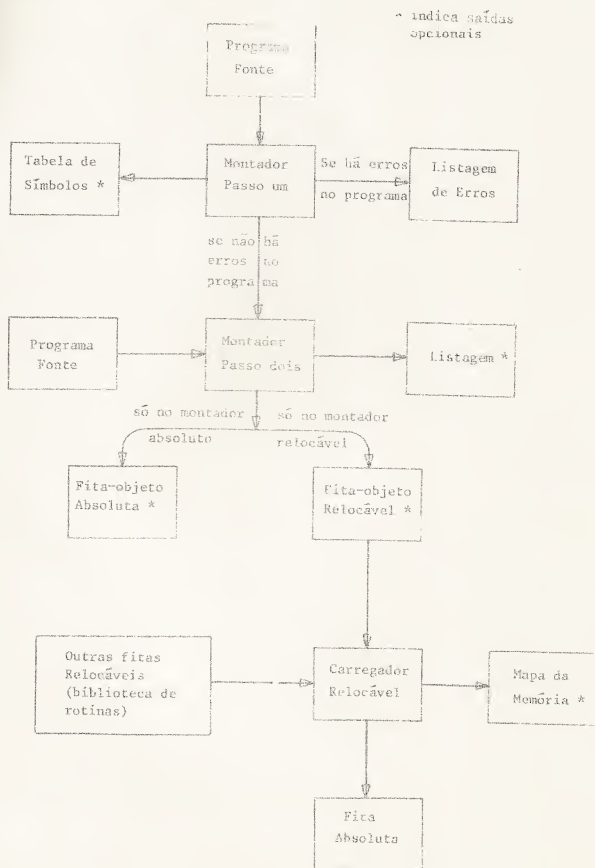 * indica saídas
opcionais
Programa
Fonte
Tabela de
Símbolos *
Montador
Passo um
Se há erros
no programa
Listagem
de Erros
se não há
erros no
programa
Programa
Fonte
Montador
Passo dois
Listagem *
só no montador
absoluto
só no montador
relocável
Fita-objeto
Absoluta *
Fita-objeto
Relocável *
Outras fitas
Relocáveis
(biblioteca de
rotinas)
Carregador
Relocável
Mapa da
Memória *
Fita
Absoluta